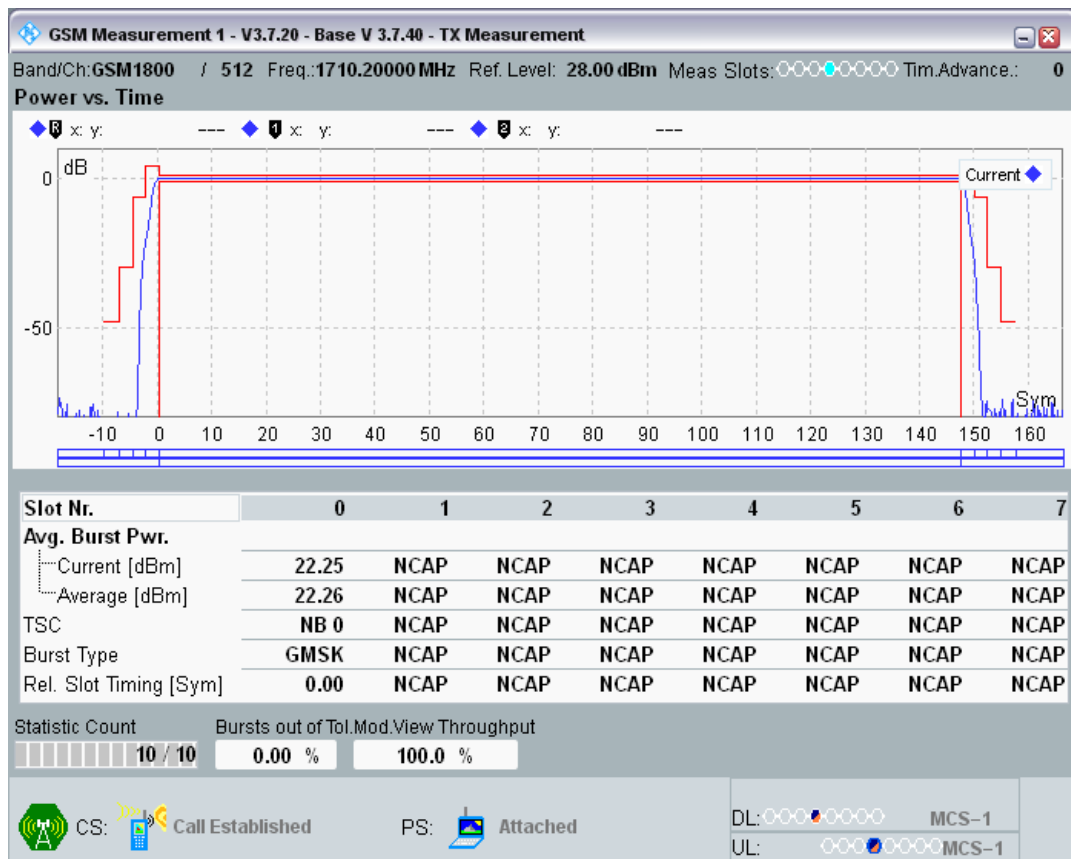 GSM Measurement 1 - V3.7.20 - Base V 3.7.40 - TX Measurement
Band/Ch:GSM1800 / 512 Freq.:1710.20000 MHz Ref. Level: 28.00 dBm Meas Slots: Tim.Advance.: 0
Power vs. Time
R x: y: --- 1 x: y: --- 2 x: y: ---
dB
Current
0
-50
Sym
-10 0 10 20 30 40 50 60 70 80 90 100 110 120 130 140 150 160
Slot Nr. 0 1 2 3 4 5 6 7
Avg. Burst Pwr.
Current [dBm] 22.25 NCAP NCAP NCAP NCAP NCAP NCAP NCAP
Average [dBm] 22.26 NCAP NCAP NCAP NCAP NCAP NCAP NCAP
TSC NB 0 NCAP NCAP NCAP NCAP NCAP NCAP NCAP
Burst Type GMSK NCAP NCAP NCAP NCAP NCAP NCAP NCAP
Rel. Slot Timing [Sym] 0.00 NCAP NCAP NCAP NCAP NCAP NCAP NCAP
Statistic Count Bursts out of Tol.Mod.View Throughput
10 / 10 0.00 % 100.0 %
CS: Call Established PS: Attached
DL: MCS-1
UL: MCS-1